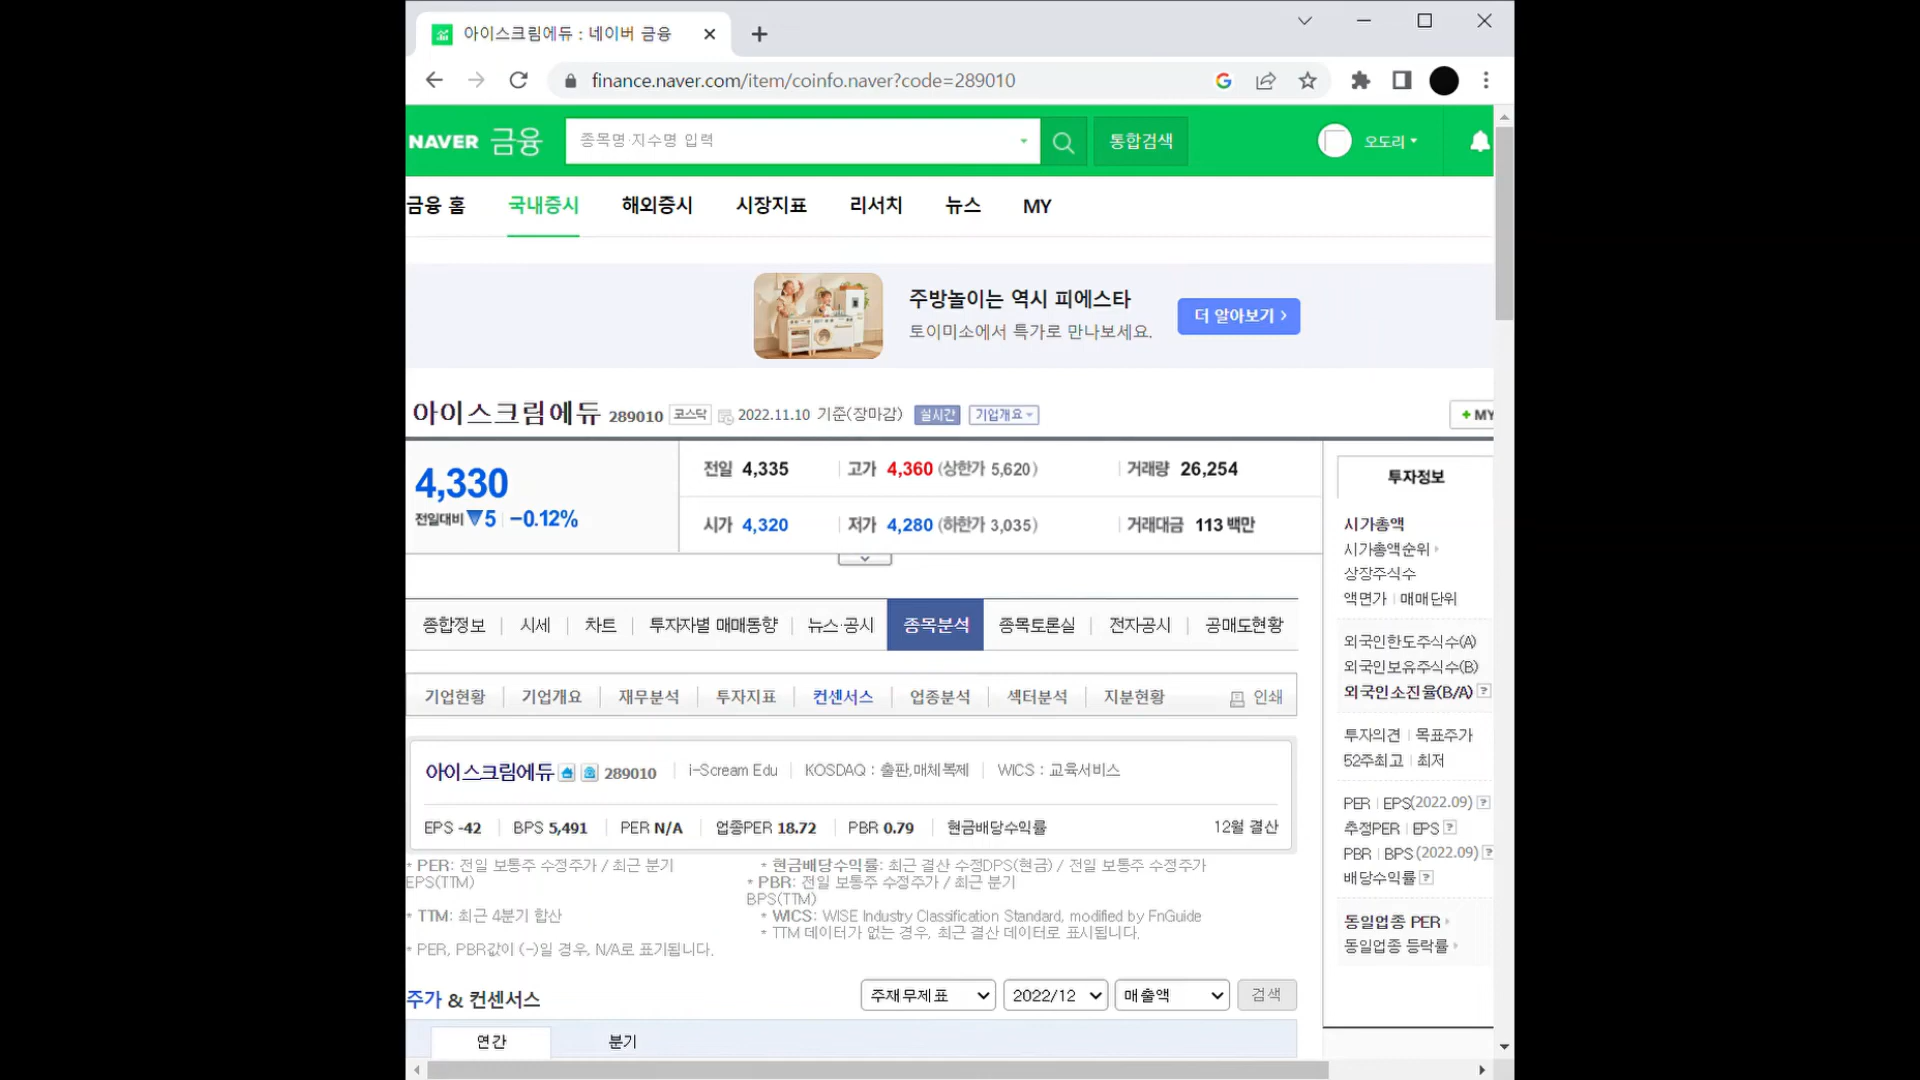 아이스크림에듀 : 네이버 금융
finance.naver.com/item/coinfo.naver?code=289010
NAVER 금융 종목명·지수명 입력 통합검색 오도리
금융 홈 국내증시 해외증시 시장지표 리서치 뉴스 MY
주방놀이는 역시 피에스타
토이미소에서 특가로 만나보세요.
더 알아보기 >
아이스크림에듀 289010 코스닥 2022.11.10 기준(장마감) 실시간 기업개요
+ MY
4,330
전일대비 ▼5 -0.12%
전일 4,335 고가 4,360 (상한가 5,620) 거래량 26,254
시가 4,320 저가 4,280 (하한가 3,035) 거래대금 113 백만
종합정보 시세 차트 투자자별 매매동향 뉴스·공시 종목분석 종목토론실 전자공시 공매도현황
기업현황 기업개요 재무분석 투자지표 컨센서스 업종분석 섹터분석 지분현황 인쇄
아이스크림에듀 289010 i-Scream Edu KOSDAQ : 출판,매체복제 WICS : 교육서비스
EPS -42 BPS 5,491 PER N/A 업종PER 18.72 PBR 0.79 현금배당수익률 12월 결산
* PER: 전일 보통주 수정주가 / 최근 분기
EPS(TTM)
* TTM: 최근 4분기 합산
* PER, PBR값이 (-)일 경우, N/A로 표기됩니다.
* 현금배당수익률: 최근 결산 수정DPS(현금) / 전일 보통주 수정주가
* PBR: 전일 보통주 수정주가 / 최근 분기
BPS(TTM)
* WICS: WISE Industry Classification Standard, modified by FnGuide
* TTM 데이터가 없는 경우, 최근 결산 데이터로 표시됩니다.
주가 & 컨센서스 주재무제표 2022/12 매출액 검색
연간 분기
투자정보
시가총액
시가총액순위
상장주식수
액면가 매매단위
외국인한도주식수(A)
외국인보유주식수(B)
외국인소진율(B/A) ?
투자의견 목표주가
52주최고 최저
PER EPS(2022.09) ?
추정PER EPS ?
PBR BPS (2022.09) ?
배당수익률 ?
동일업종 PER
동일업종 등락률